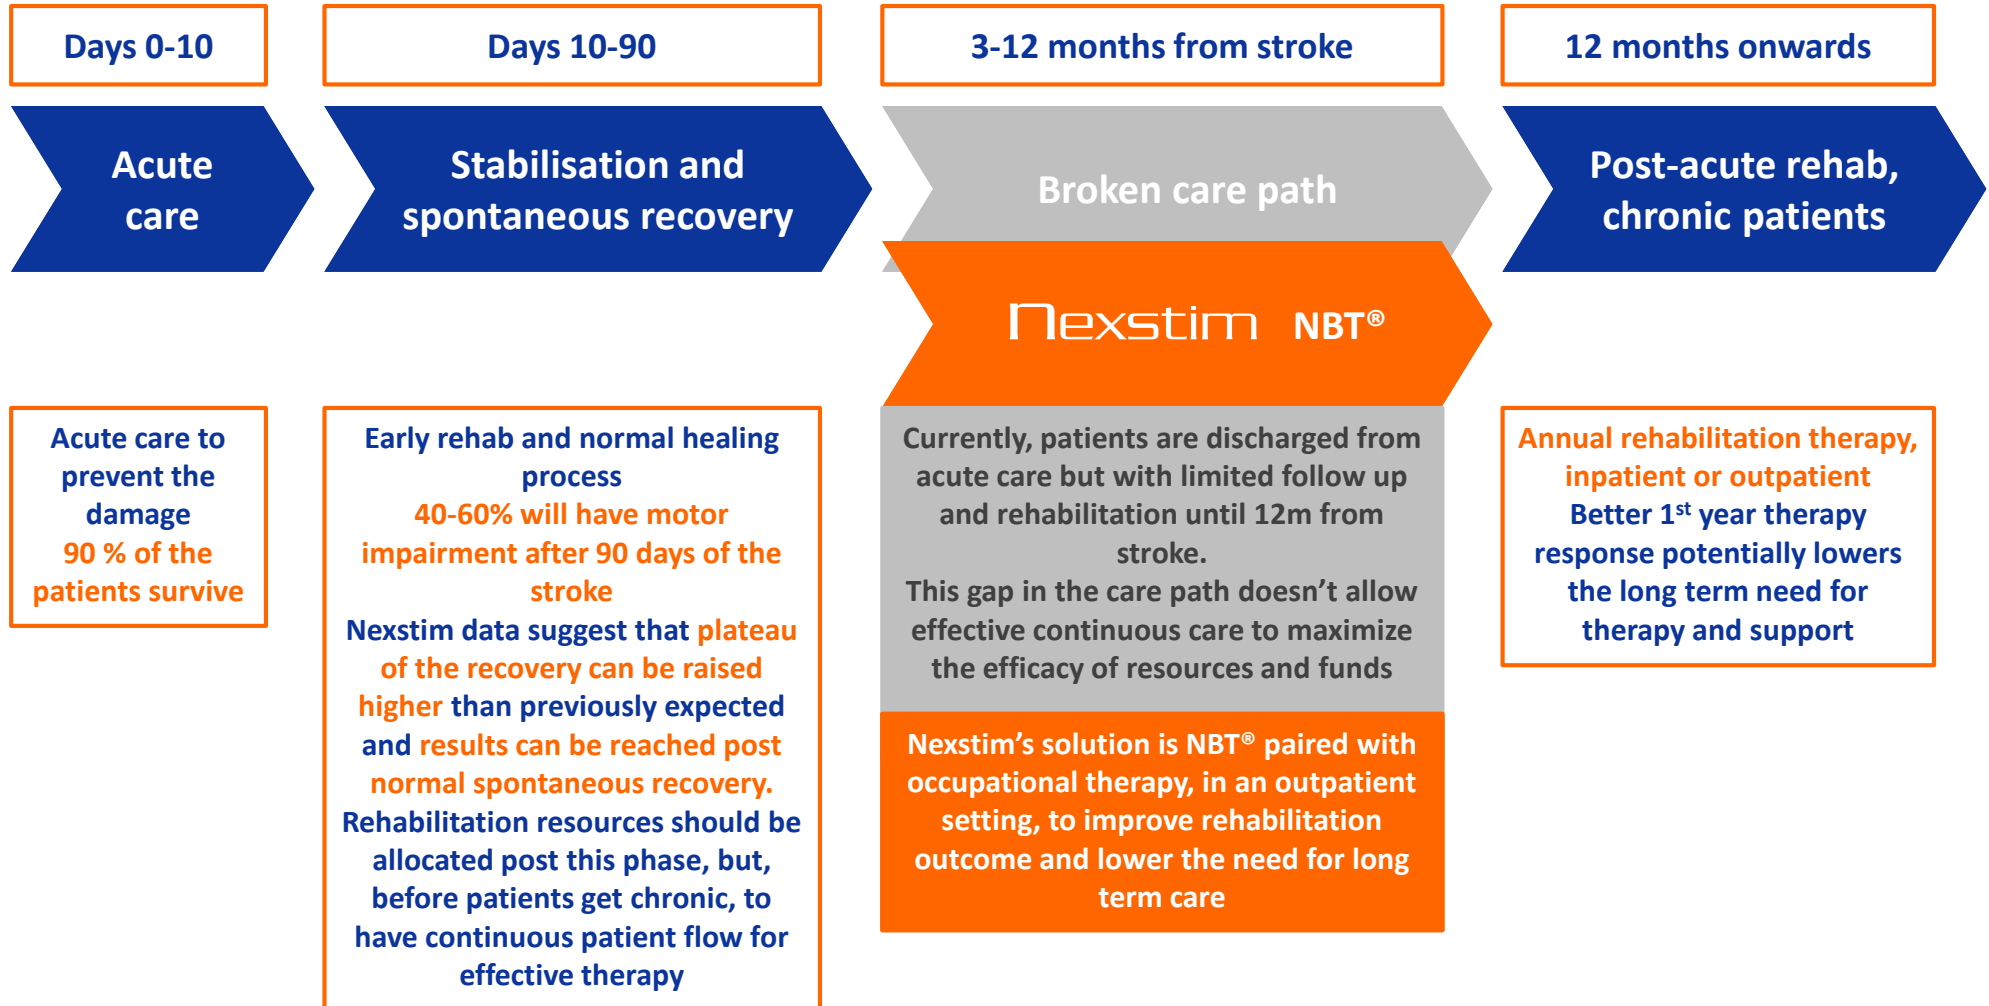 Days 0-10
Days 10-90
3-12 months from stroke
12 months onwards
Acute
care
Stabilisation and
spontaneous recovery
Broken care path
Post-acute rehab,
chronic patients
Nexstim NBT®
Acute care to
prevent the
damage
90 % of the
patients survive
Early rehab and normal healing
process
40-60% will have motor
impairment after 90 days of the
stroke
Nexstim data suggest that plateau
of the recovery can be raised
higher than previously expected
and results can be reached post
normal spontaneous recovery.
Rehabilitation resources should be
allocated post this phase, but,
before patients get chronic, to
have continuous patient flow for
effective therapy
Currently, patients are discharged from
acute care but with limited follow up
and rehabilitation until 12m from
stroke.
This gap in the care path doesn’t allow
effective continuous care to maximize
the efficacy of resources and funds
Nexstim’s solution is NBT® paired with
occupational therapy, in an outpatient
setting, to improve rehabilitation
outcome and lower the need for long
term care
Annual rehabilitation therapy,
inpatient or outpatient
Better 1st year therapy
response potentially lowers
the long term need for
therapy and support